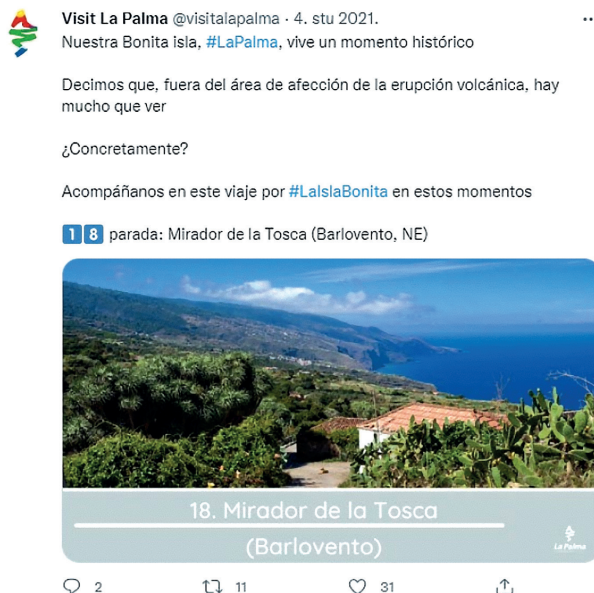 Visit La Palma @visitalapalma · 4. stu 2021.
Nuestra Bonita isla, #LaPalma, vive un momento histórico
Decimos que, fuera del área de afección de la erupción volcánica, hay
mucho que ver
¿Concretamente?
Acompáñanos en este viaje por #LaIslaBonita en estos momentos
18 parada: Mirador de la Tosca (Barlovento, NE)
18. Mirador de la Tosca
(Barlovento)
La Palma
2 11 31